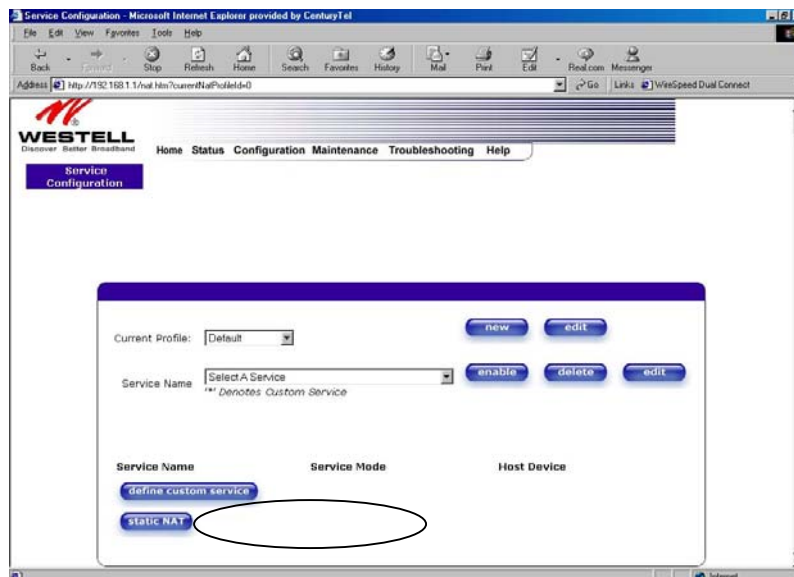 Service Configuration - Microsoft Internet Explorer provided by CenturyTel
File Edit View Favorites Tools Help
Back Forward Stop Refresh Home Search Favorites History Mail Print Edit Real.com Messenger
Address http://192.168.1.1/nat.htm?currentNatProfileId=0 Go Links WireSpeed Dual Connect
WESTELL
Discover Better Broadband
Home Status Configuration Maintenance Troubleshooting Help
Service
Configuration
Current Profile: Default new edit
Service Name Select A Service enable delete edit
"*" Denotes Custom Service
Service Name Service Mode Host Device
define custom service
static NAT
Internet